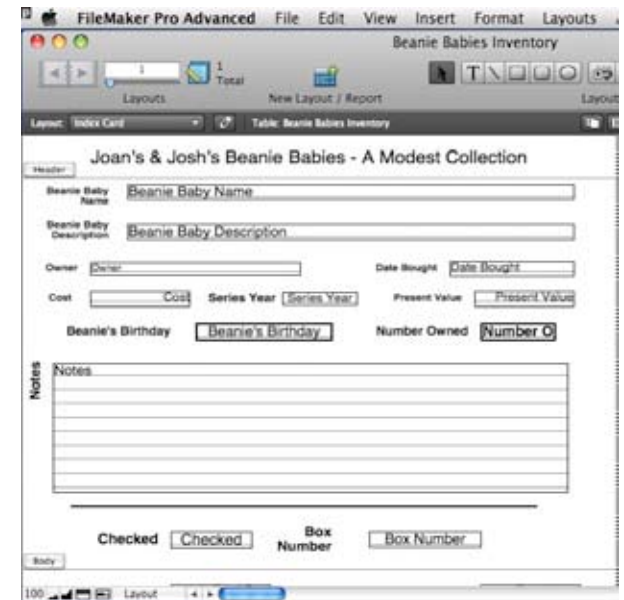 FileMaker Pro Advanced File Edit View Insert Format Layouts
Beanie Babies Inventory
1 1 Total
Layouts New Layout / Report Layout
Layout: Index Card Table: Beanie Babies Inventory
Joan's & Josh's Beanie Babies - A Modest Collection
Header
Beanie Baby Name Beanie Baby Name
Beanie Baby Description Beanie Baby Description
Owner Owner Date Bought Date Bought
Cost Cost Series Year Series Year Present Value Present Value
Beanie's Birthday Beanie's Birthday Number Owned Number O
Notes Notes
Checked Checked Box Number Box Number
Body
100 Layout